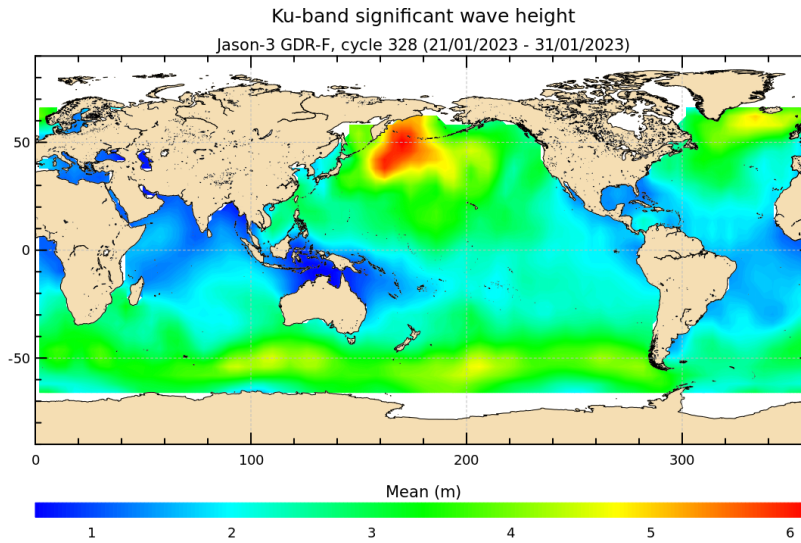 Ku-band significant wave height
Jason-3 GDR-F, cycle 328 (21/01/2023 - 31/01/2023)
50
0
-50
0 100 200 300
Mean (m)
1 2 3 4 5 6